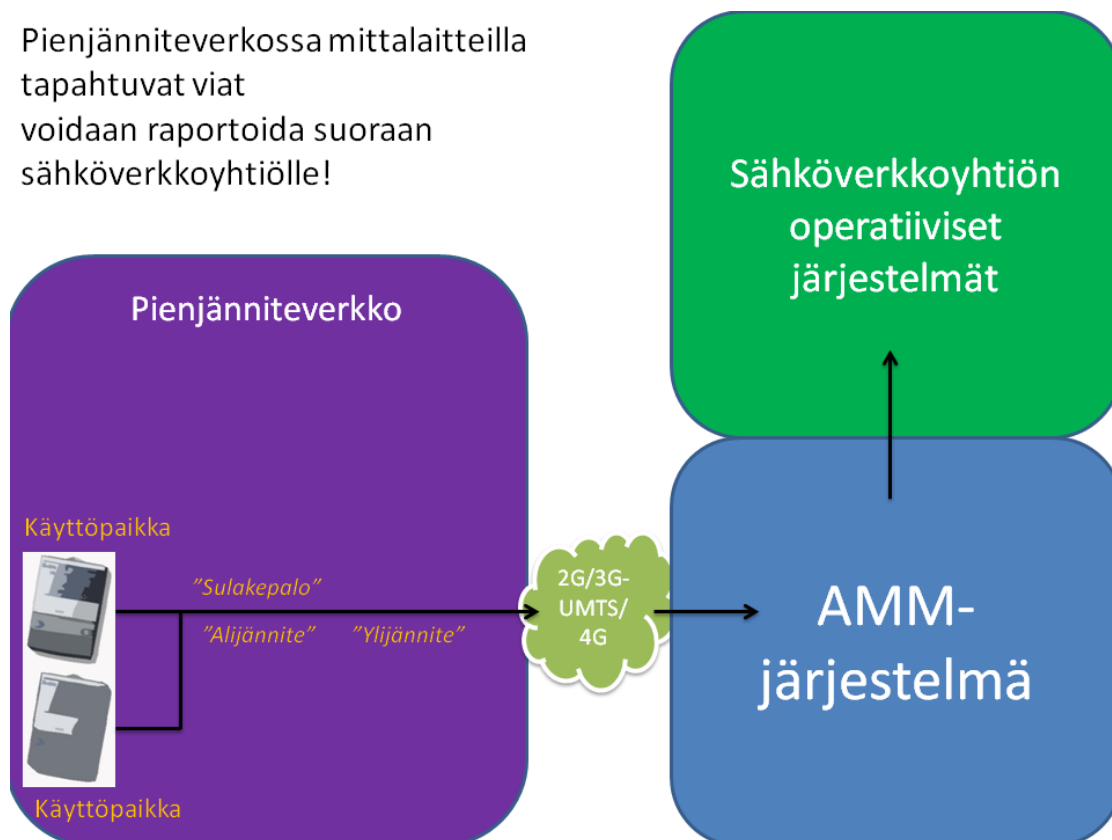 Pienjänniteverkossa mittalaitteilla
tapahtuvat viat
voidaan raportoida suoraan
sähköverkkoyhtiölle!
Sähköverkkoyhtiön
operatiiviset
järjestelmät
Pienjänniteverkko
Käyttöpaikka
”Sulakepalo”
”Alijännite” ”Ylijännite”
Käyttöpaikka
2G/3G-
UMTS/
4G
AMM-
järjestelmä